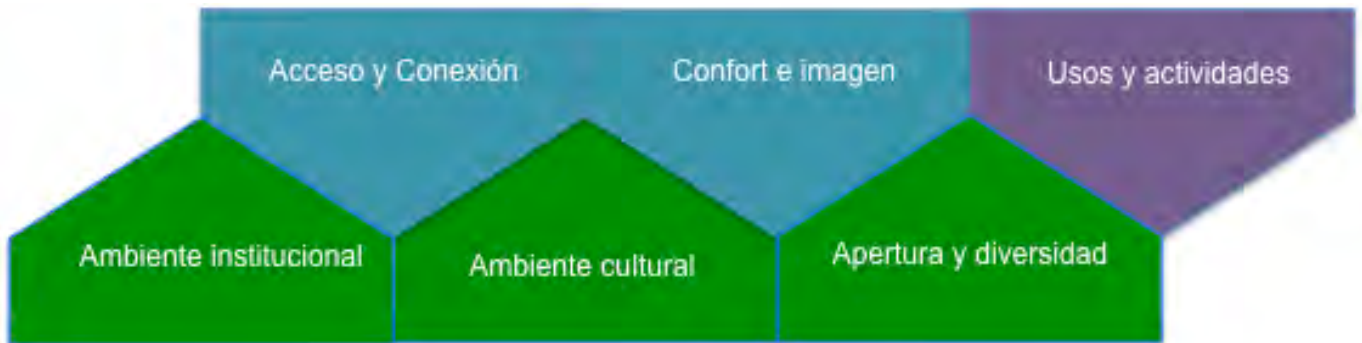 Acceso y Conexión
Confort e imagen
Usos y actividades
Ambiente institucional
Ambiente cultural
Apertura y diversidad